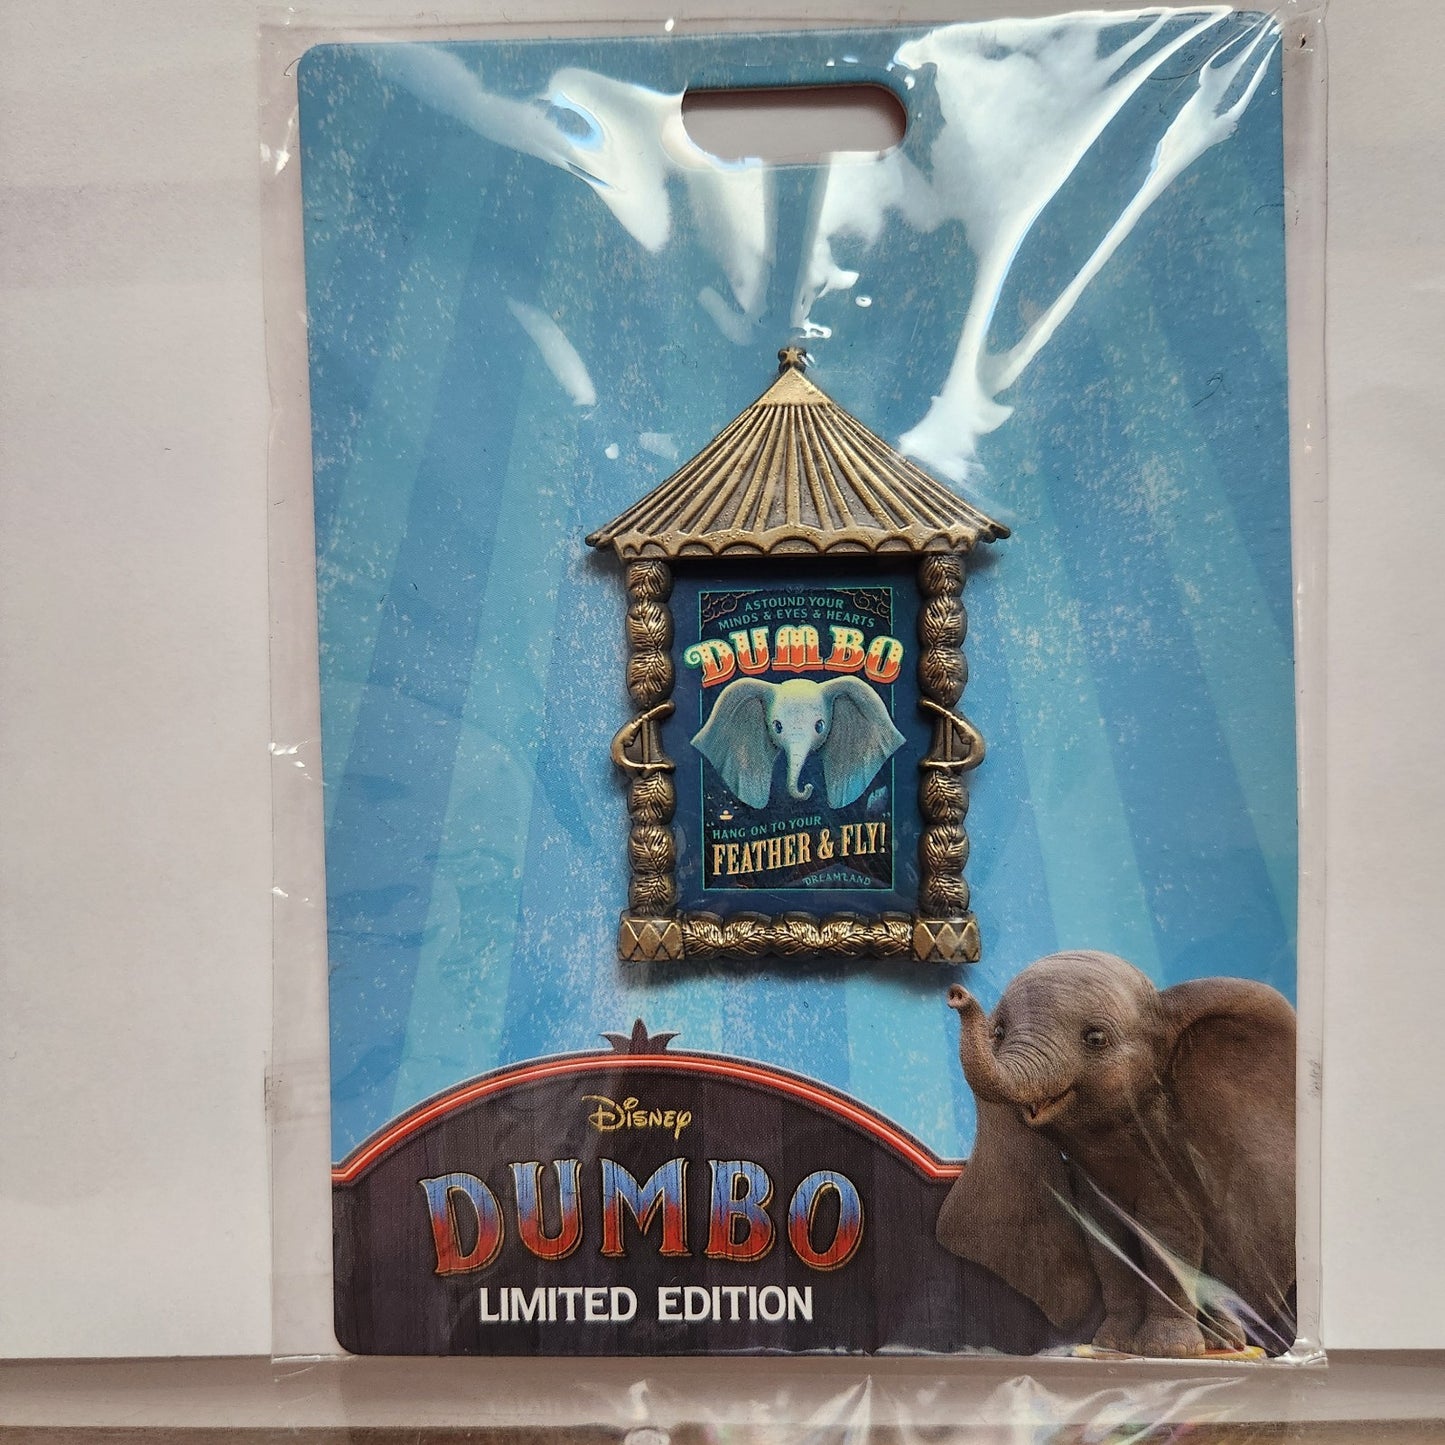 ASTOUND YOUR
MINDS & EYES & HEARTS
DUMBO
"HANG ON TO YOUR"
FEATHER & FLY!
DREAMLAND
Disney
DUMBO
LIMITED EDITION